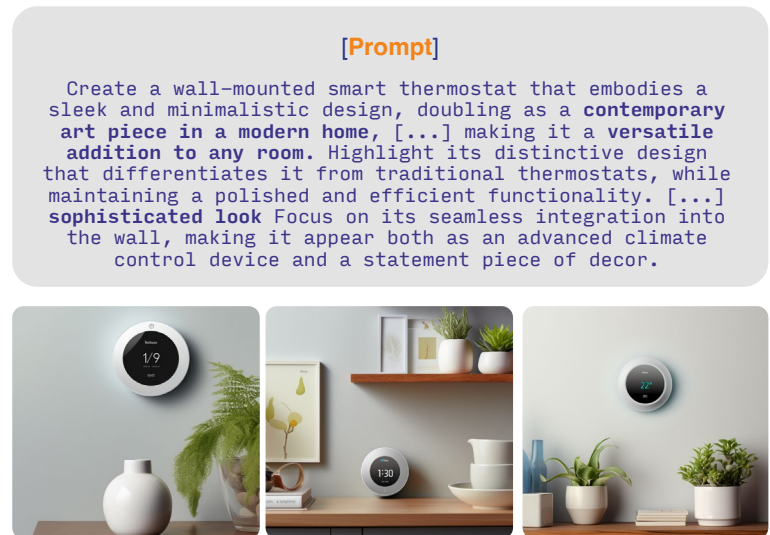 [Prompt]
Create a wall-mounted smart thermostat that embodies a
sleek and minimalistic design, doubling as a contemporary
art piece in a modern home, [...] making it a versatile
addition to any room. Highlight its distinctive design
that differentiates it from traditional thermostats, while
maintaining a polished and efficient functionality. [...]
sophisticated look Focus on its seamless integration into
the wall, making it appear both as an advanced climate
control device and a statement piece of decor.
1/9
1:30
22°